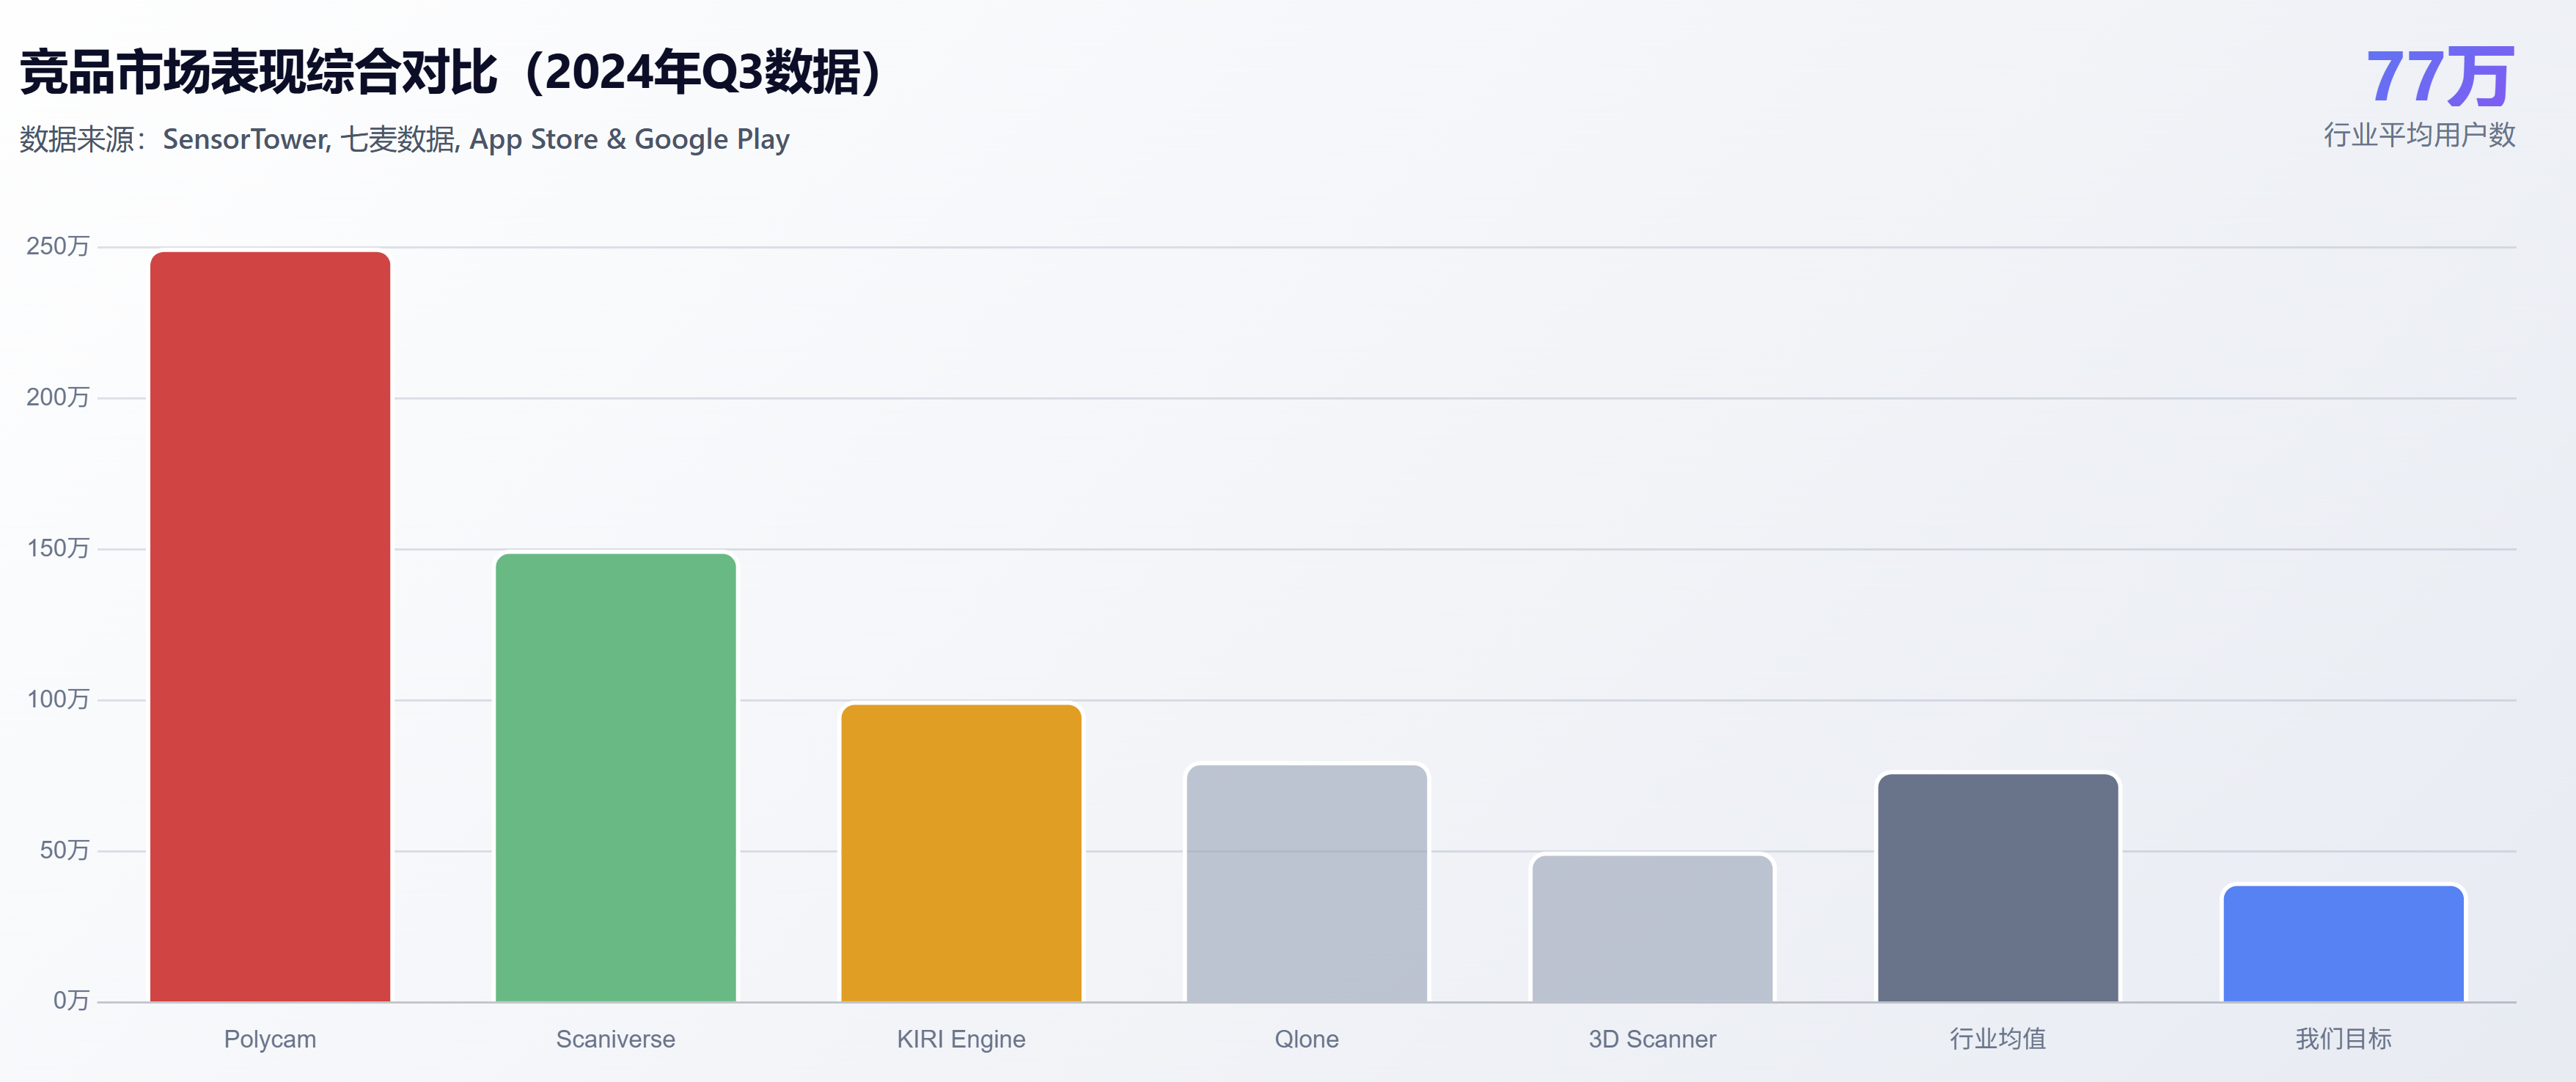 竞品市场表现综合对比（2024年Q3数据）
数据来源：SensorTower, 七麦数据, App Store & Google Play
77万
行业平均用户数
250万
200万
150万
100万
50万
0万
Polycam
Scaniverse
KIRI Engine
Qlone
3D Scanner
行业均值
我们目标